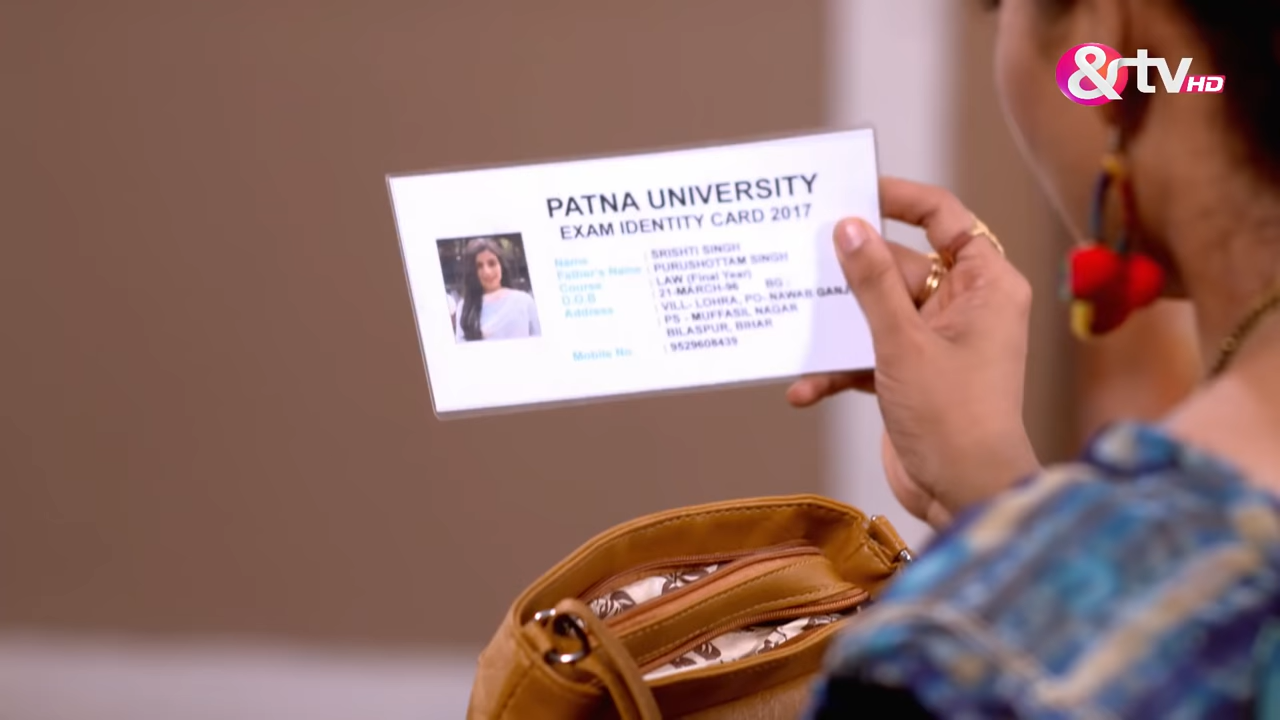 &tv HD
PATNA UNIVERSITY
EXAM IDENTITY CARD 2017
Name : SRISHTI SINGH
Father's Name : PURUSHOTTAM SINGH
Course : LAW (Final Year)
D.O.B : 21-MARCH-96 BG :
Address : VILL- LOHRA, PO- NAWAB GANJ
PS - MUFFASIL NAGAR
BILASPUR, BIHAR
Mobile No. : 9529608439